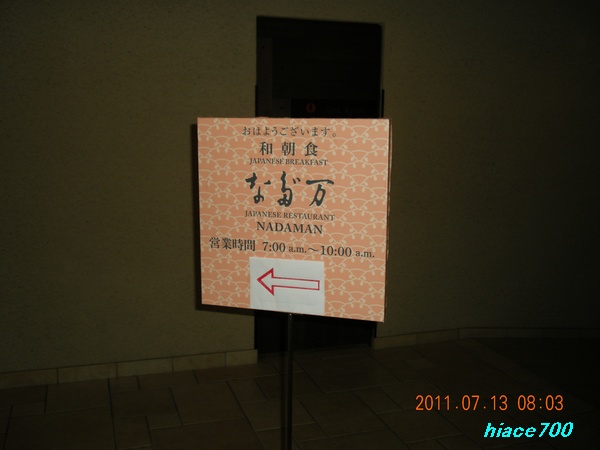 おはようございます。
和朝食
JAPANESE BREAKFAST
なだ万
JAPANESE RESTAURANT
NADAMAN
営業時間 7:00 a.m.～10:00 a.m.
2011.07.13 08:03
hiace700